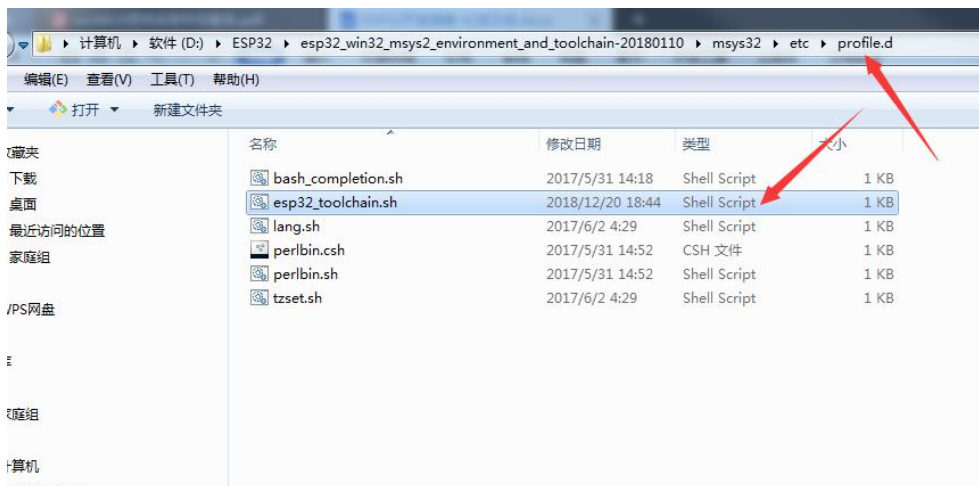 计算机 ▸ 软件 (D:) ▸ ESP32 ▸ esp32_win32_msys2_environment_and_toolchain-20180110 ▸ msys32 ▸ etc ▸ profile.d
编辑(E) 查看(V) 工具(T) 帮助(H)
打开 新建文件夹
名称 修改日期 类型 大小
藏夹
下载
桌面
最近访问的位置
家庭组
WPS网盘
家庭组
计算机
bash_completion.sh 2017/5/31 14:18 Shell Script 1 KB
esp32_toolchain.sh 2018/12/20 18:44 Shell Script 1 KB
lang.sh 2017/6/2 4:29 Shell Script 1 KB
perlbin.csh 2017/5/31 14:52 CSH 文件 1 KB
perlbin.sh 2017/5/31 14:52 Shell Script 1 KB
tzset.sh 2017/6/2 4:29 Shell Script 1 KB